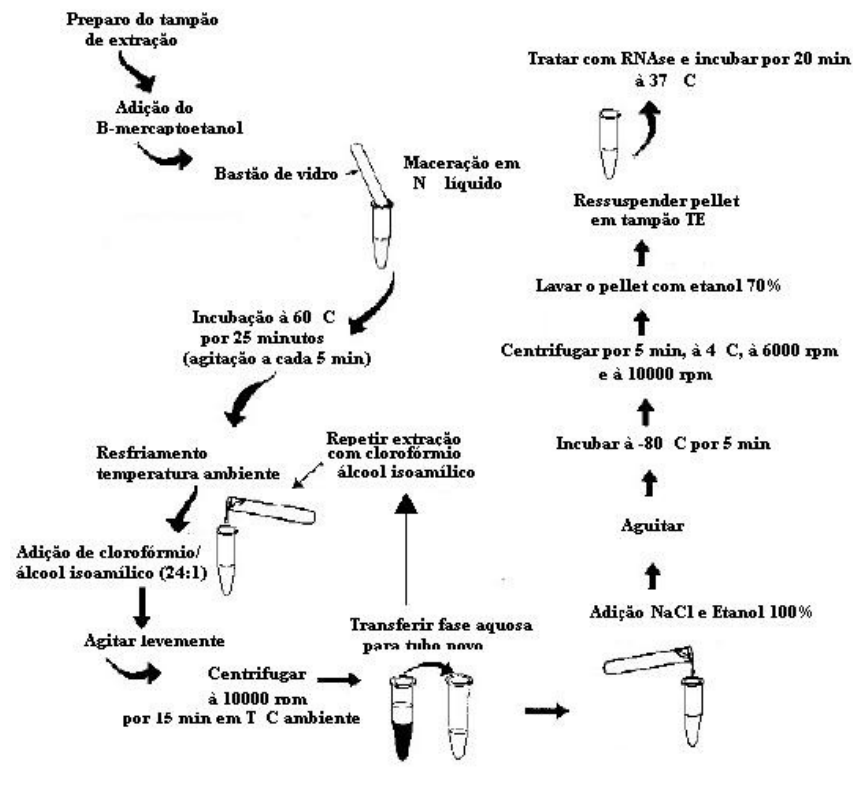 Preparo do tampão
de extração
Adição do
B-mercaptoetanol
Bastão de vidro
Maceração em
N líquido
Incubação à 60 C
por 25 minutos
(agitação a cada 5 min)
Resfriamento
temperatura ambiente
Repetir extração
com clorofórmio
álcool isoamílico
Adição de clorofórmio/
álcool isoamílico (24:1)
Agitar levemente
Centrifugar
à 10000 rpm
por 15 min em T C ambiente
Transferir fase aquosa
para tubo novo
Adição NaCl e Etanol 100%
Aguitar
Incubar à -80 C por 5 min
Centrifugar por 5 min, à 4 C, à 6000 rpm
e à 10000 rpm
Lavar o pellet com etanol 70%
Ressuspender pellet
em tampão TE
Tratar com RNAse e incubar por 20 min
à 37 C